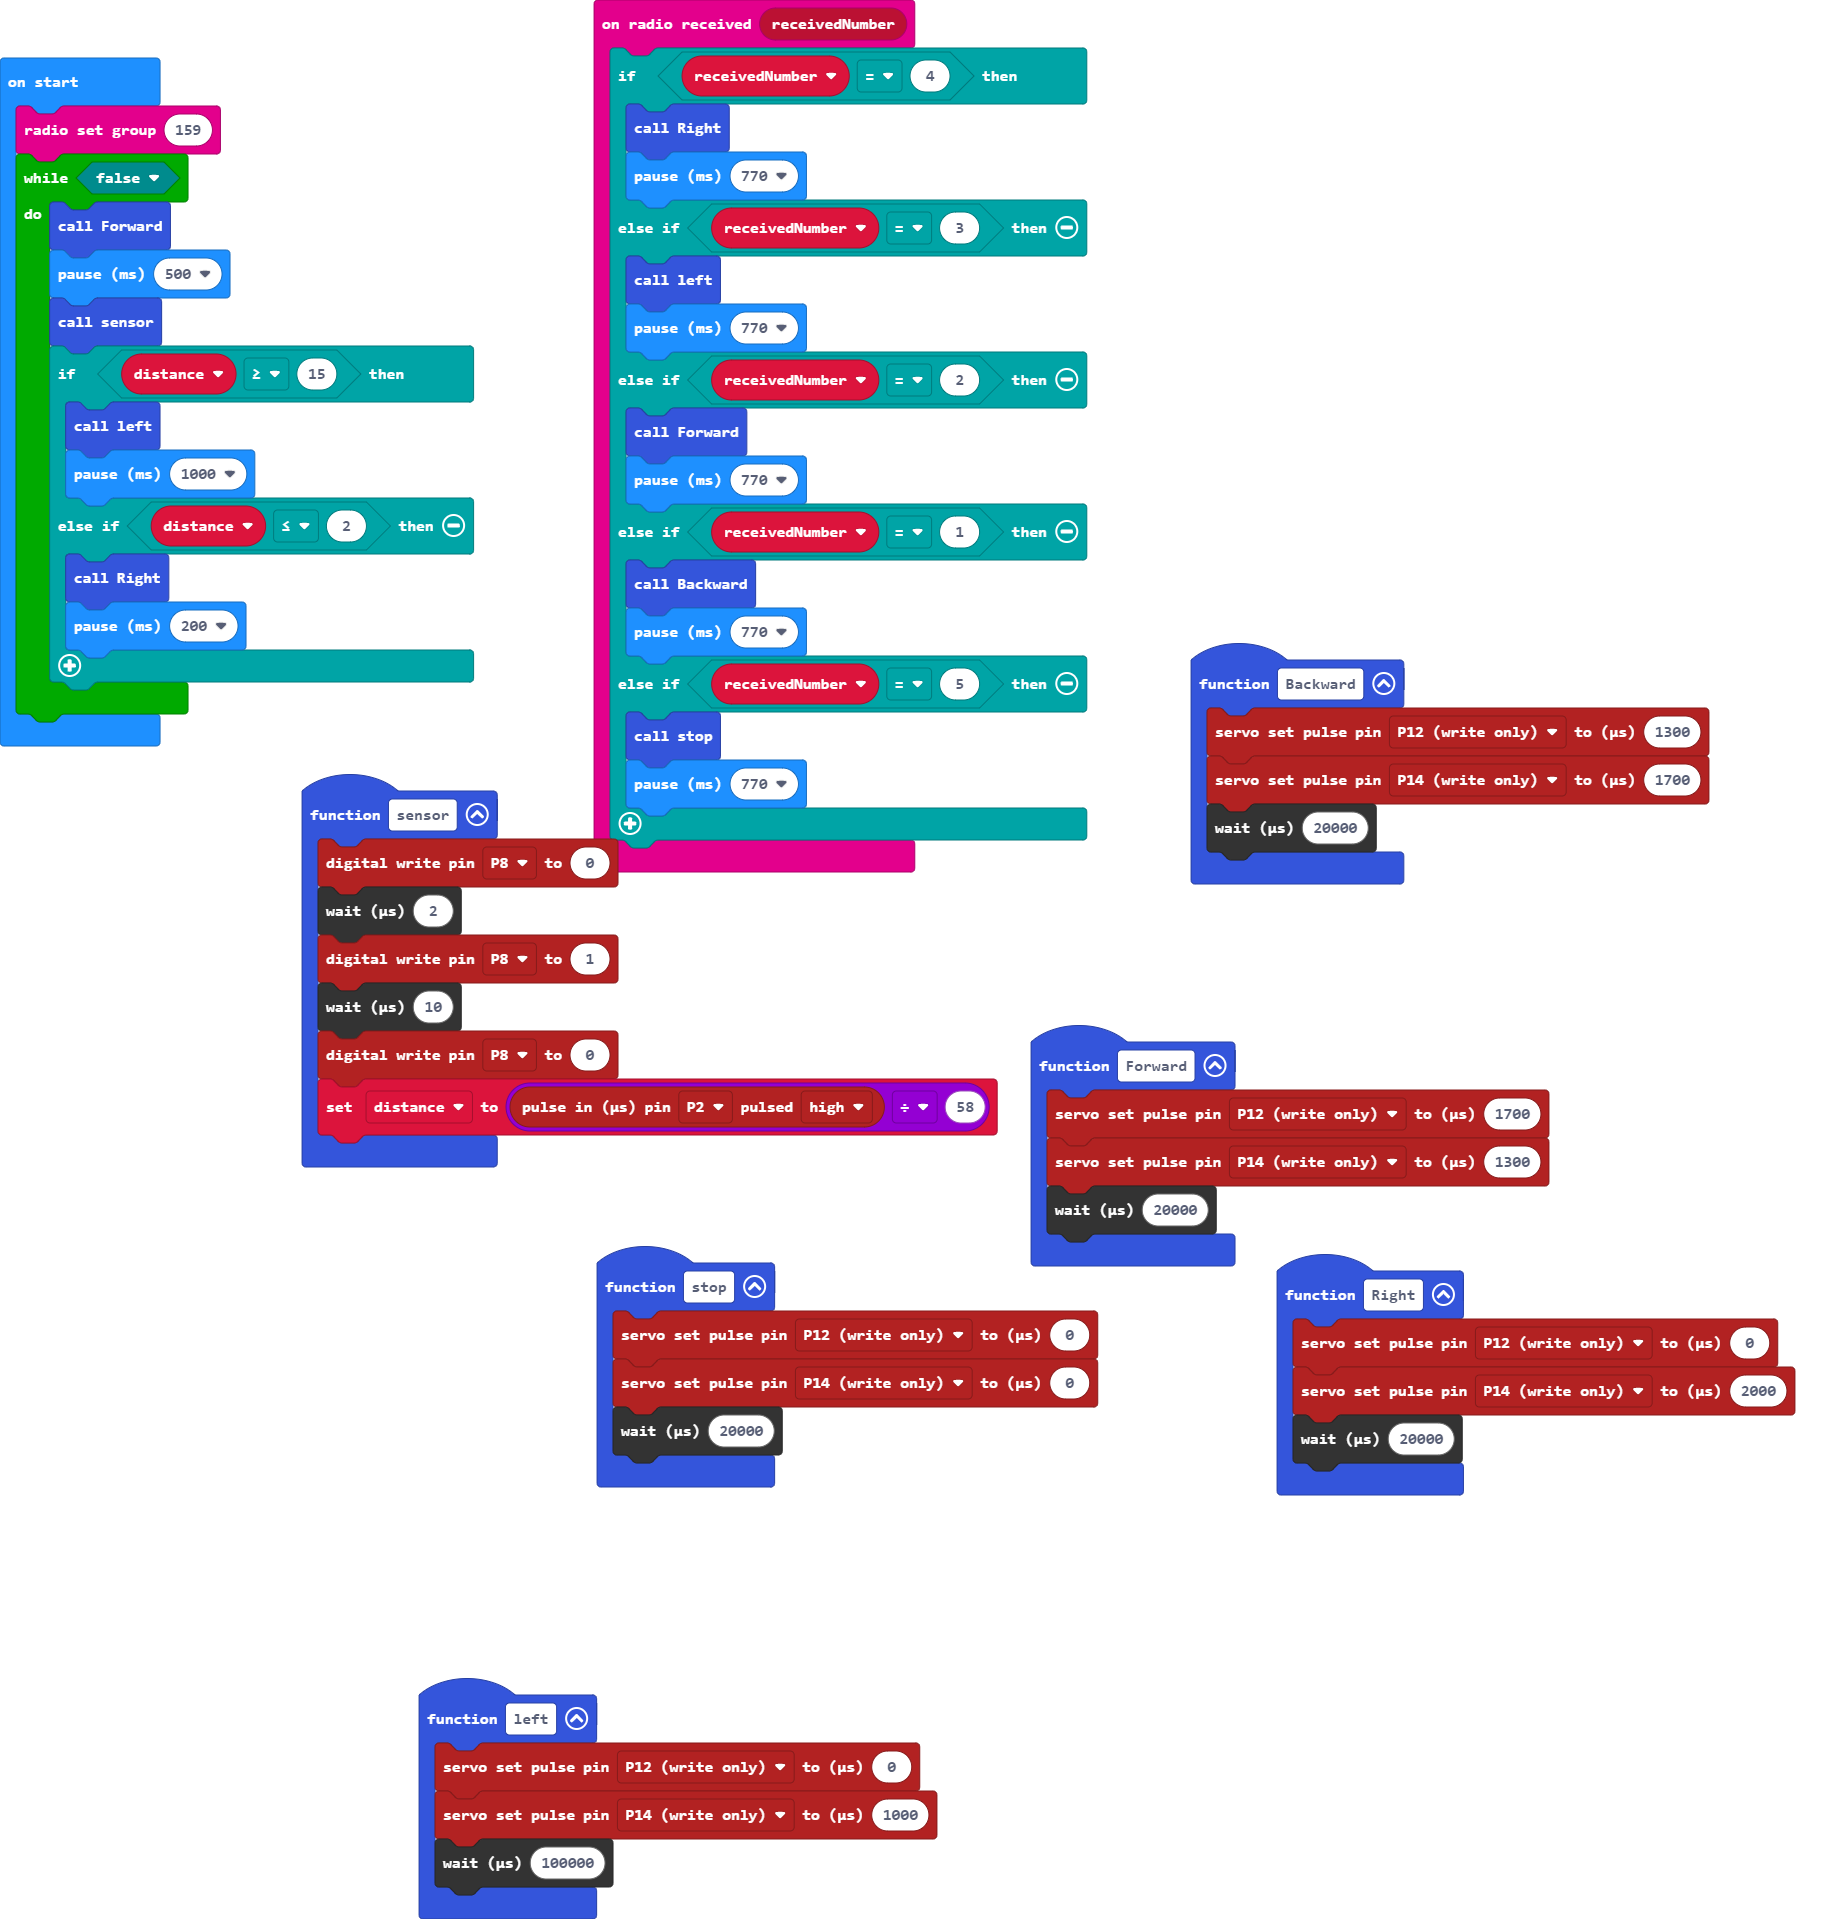 on start
radio set group 159
while false
do
call Forward
pause (ms) 500
call sensor
if distance ≥ 15 then
call left
pause (ms) 1000
else if distance ≤ 2 then
call Right
pause (ms) 200
on radio received receivedNumber
if receivedNumber = 4 then
call Right
pause (ms) 770
else if receivedNumber = 3 then
call left
pause (ms) 770
else if receivedNumber = 2 then
call Forward
pause (ms) 770
else if receivedNumber = 1 then
call Backward
pause (ms) 770
else if receivedNumber = 5 then
call stop
pause (ms) 770
function Backward
servo set pulse pin P12 (write only) to (µs) 1300
servo set pulse pin P14 (write only) to (µs) 1700
wait (µs) 20000
function sensor
digital write pin P8 to 0
wait (µs) 2
digital write pin P8 to 1
wait (µs) 10
digital write pin P8 to 0
set distance to pulse in (µs) pin P2 pulsed high ÷ 58
function Forward
servo set pulse pin P12 (write only) to (µs) 1700
servo set pulse pin P14 (write only) to (µs) 1300
wait (µs) 20000
function stop
servo set pulse pin P12 (write only) to (µs) 0
servo set pulse pin P14 (write only) to (µs) 0
wait (µs) 20000
function Right
servo set pulse pin P12 (write only) to (µs) 0
servo set pulse pin P14 (write only) to (µs) 2000
wait (µs) 20000
function left
servo set pulse pin P12 (write only) to (µs) 0
servo set pulse pin P14 (write only) to (µs) 1000
wait (µs) 100000